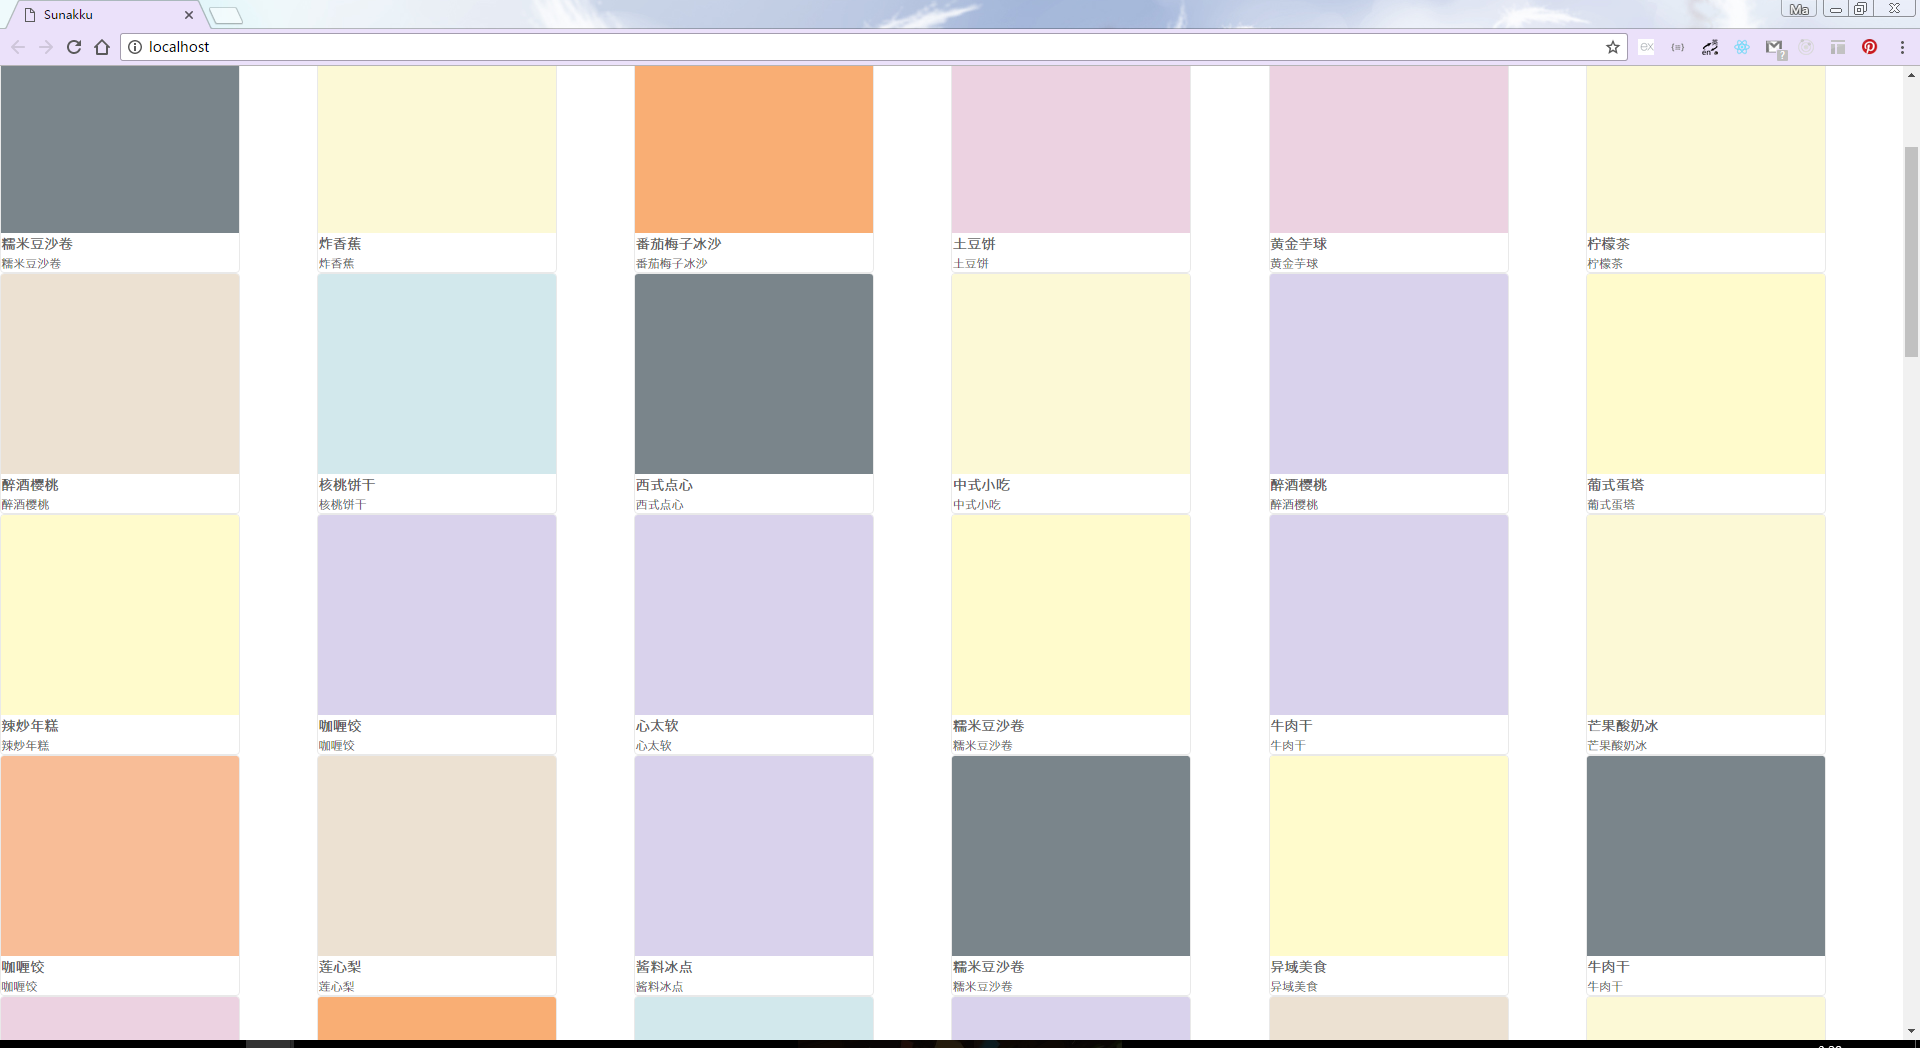 Sunakku
Ma
localhost
糯米豆沙卷
糯米豆沙卷
炸香蕉
炸香蕉
番茄梅子冰沙
番茄梅子冰沙
土豆饼
土豆饼
黄金芋球
黄金芋球
柠檬茶
柠檬茶
醉酒樱桃
醉酒樱桃
核桃饼干
核桃饼干
西式点心
西式点心
中式小吃
中式小吃
醉酒樱桃
醉酒樱桃
葡式蛋塔
葡式蛋塔
辣炒年糕
辣炒年糕
咖喱饺
咖喱饺
心太软
心太软
糯米豆沙卷
糯米豆沙卷
牛肉干
牛肉干
芒果酸奶冰
芒果酸奶冰
咖喱饺
咖喱饺
莲心梨
莲心梨
酱料冰点
酱料冰点
糯米豆沙卷
糯米豆沙卷
异域美食
异域美食
牛肉干
牛肉干